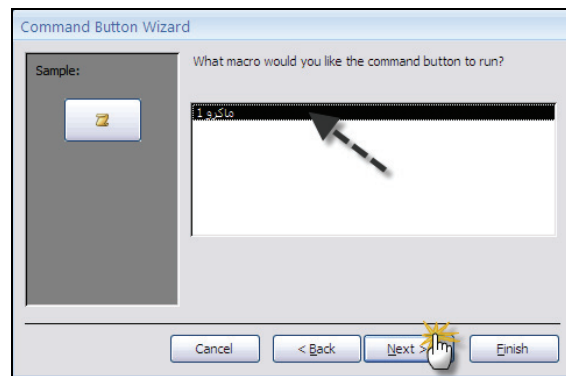 Command Button Wizard
Sample:
What macro would you like the command button to run?
ماكرو 1
Cancel
< Back
Next >
Finish